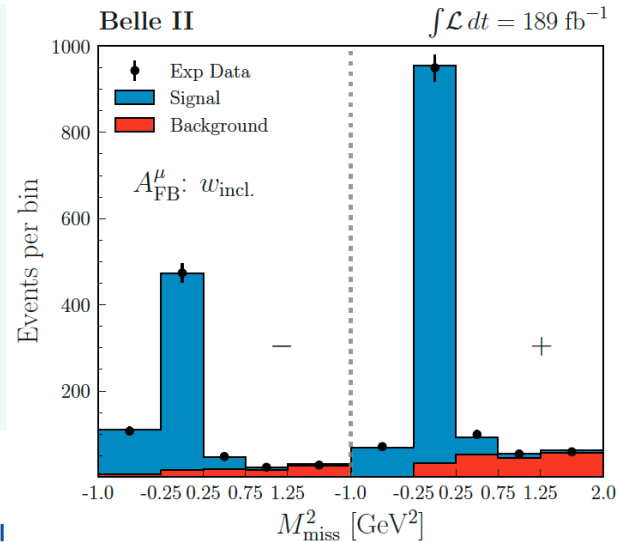 Belle II
∫ℒ dt = 189 fb⁻¹
1000
800
600
400
200
Events per bin
Exp Data
Signal
Background
A_FB^μ: w_incl.
−
+
-1.0 -0.25 0.25 0.75 1.25 -1.0 -0.25 0.25 0.75 1.25 2.0
M²_miss [GeV²]